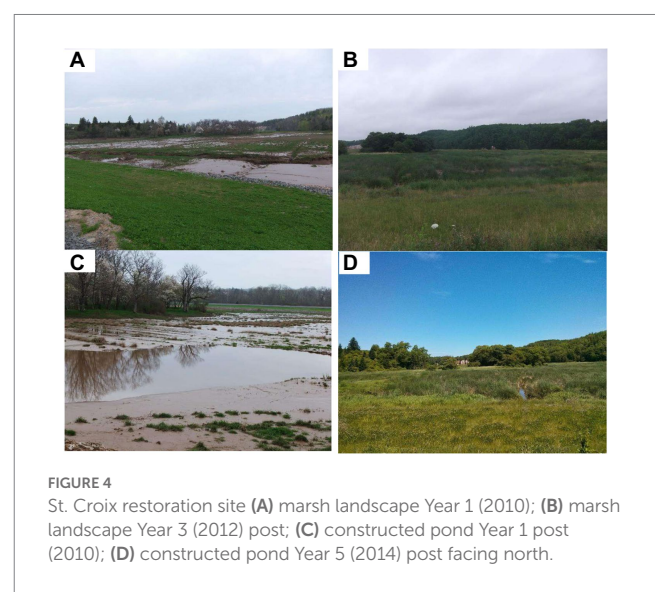 A
B
C
D
FIGURE 4
St. Croix restoration site (A) marsh landscape Year 1 (2010); (B) marsh
landscape Year 3 (2012) post; (C) constructed pond Year 1 post
(2010); (D) constructed pond Year 5 (2014) post facing north.